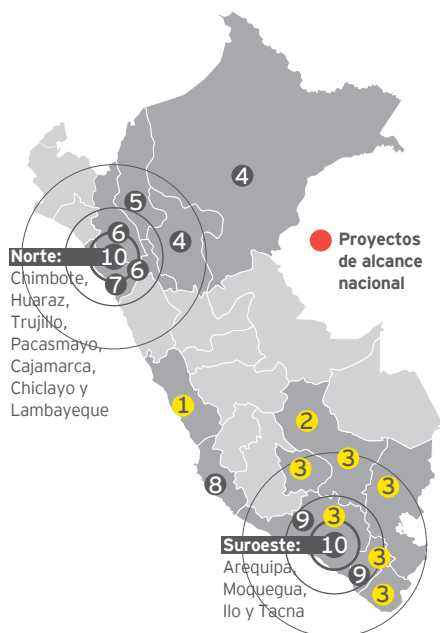 4
5
4
6
Norte:
10
6
7
Chimbote,
Huaraz,
Trujillo,
Pacasmayo,
Cajamarca,
Chiclayo y
Lambayeque
Proyectos
de alcance
nacional
1
2
3
3
3
8
9
3
Suroeste:
10
3
9
3
Arequipa,
Moquegua,
Ilo y Tacna